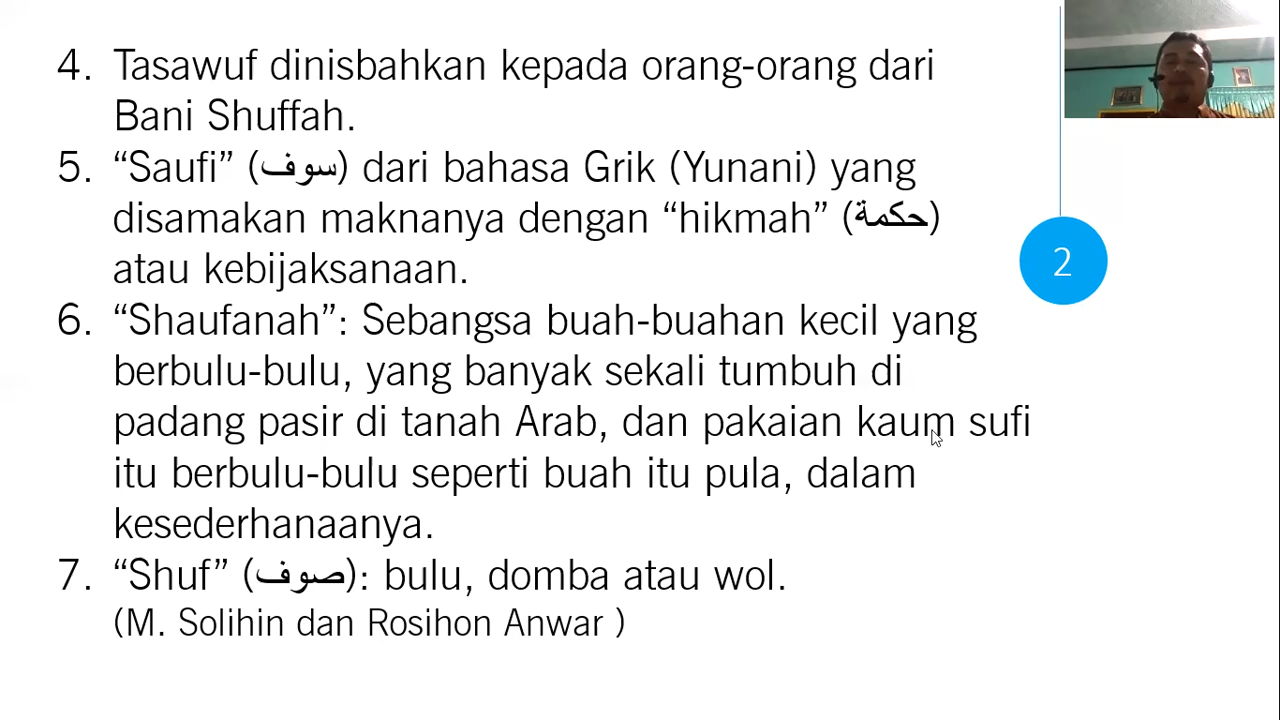 4. Tasawuf dinisbahkan kepada orang-orang dari
Bani Shuffah.
5. “Saufi” (سوف) dari bahasa Grik (Yunani) yang
disamakan maknanya dengan “hikmah” (حكمة)
atau kebijaksanaan.
2
6. “Shaufanah”: Sebangsa buah-buahan kecil yang
berbulu-bulu, yang banyak sekali tumbuh di
padang pasir di tanah Arab, dan pakaian kaum sufi
itu berbulu-bulu seperti buah itu pula, dalam
kesederhanaanya.
7. “Shuf” (صوف): bulu, domba atau wol.
(M. Solihin dan Rosihon Anwar )